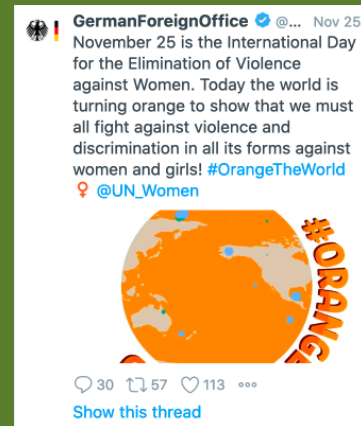 GermanForeignOffice @... Nov 25
November 25 is the International Day
for the Elimination of Violence
against Women. Today the world is
turning orange to show that we must
all fight against violence and
discrimination in all its forms against
women and girls! #OrangeTheWorld
♀ @UN_Women
#ORANGE
30 57 113
Show this thread